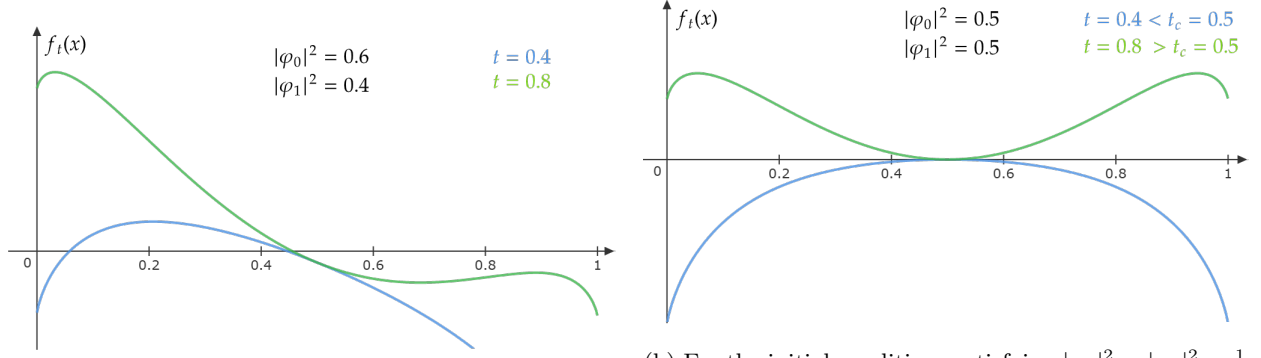 f_t(x)
|φ_0|^2 = 0.6
|φ_1|^2 = 0.4
t = 0.4
t = 0.8
0 0.2 0.4 0.6 0.8 1
f_t(x)
|φ_0|^2 = 0.5
|φ_1|^2 = 0.5
t = 0.4 < t_c = 0.5
t = 0.8 > t_c = 0.5
0 0.2 0.4 0.6 0.8 1